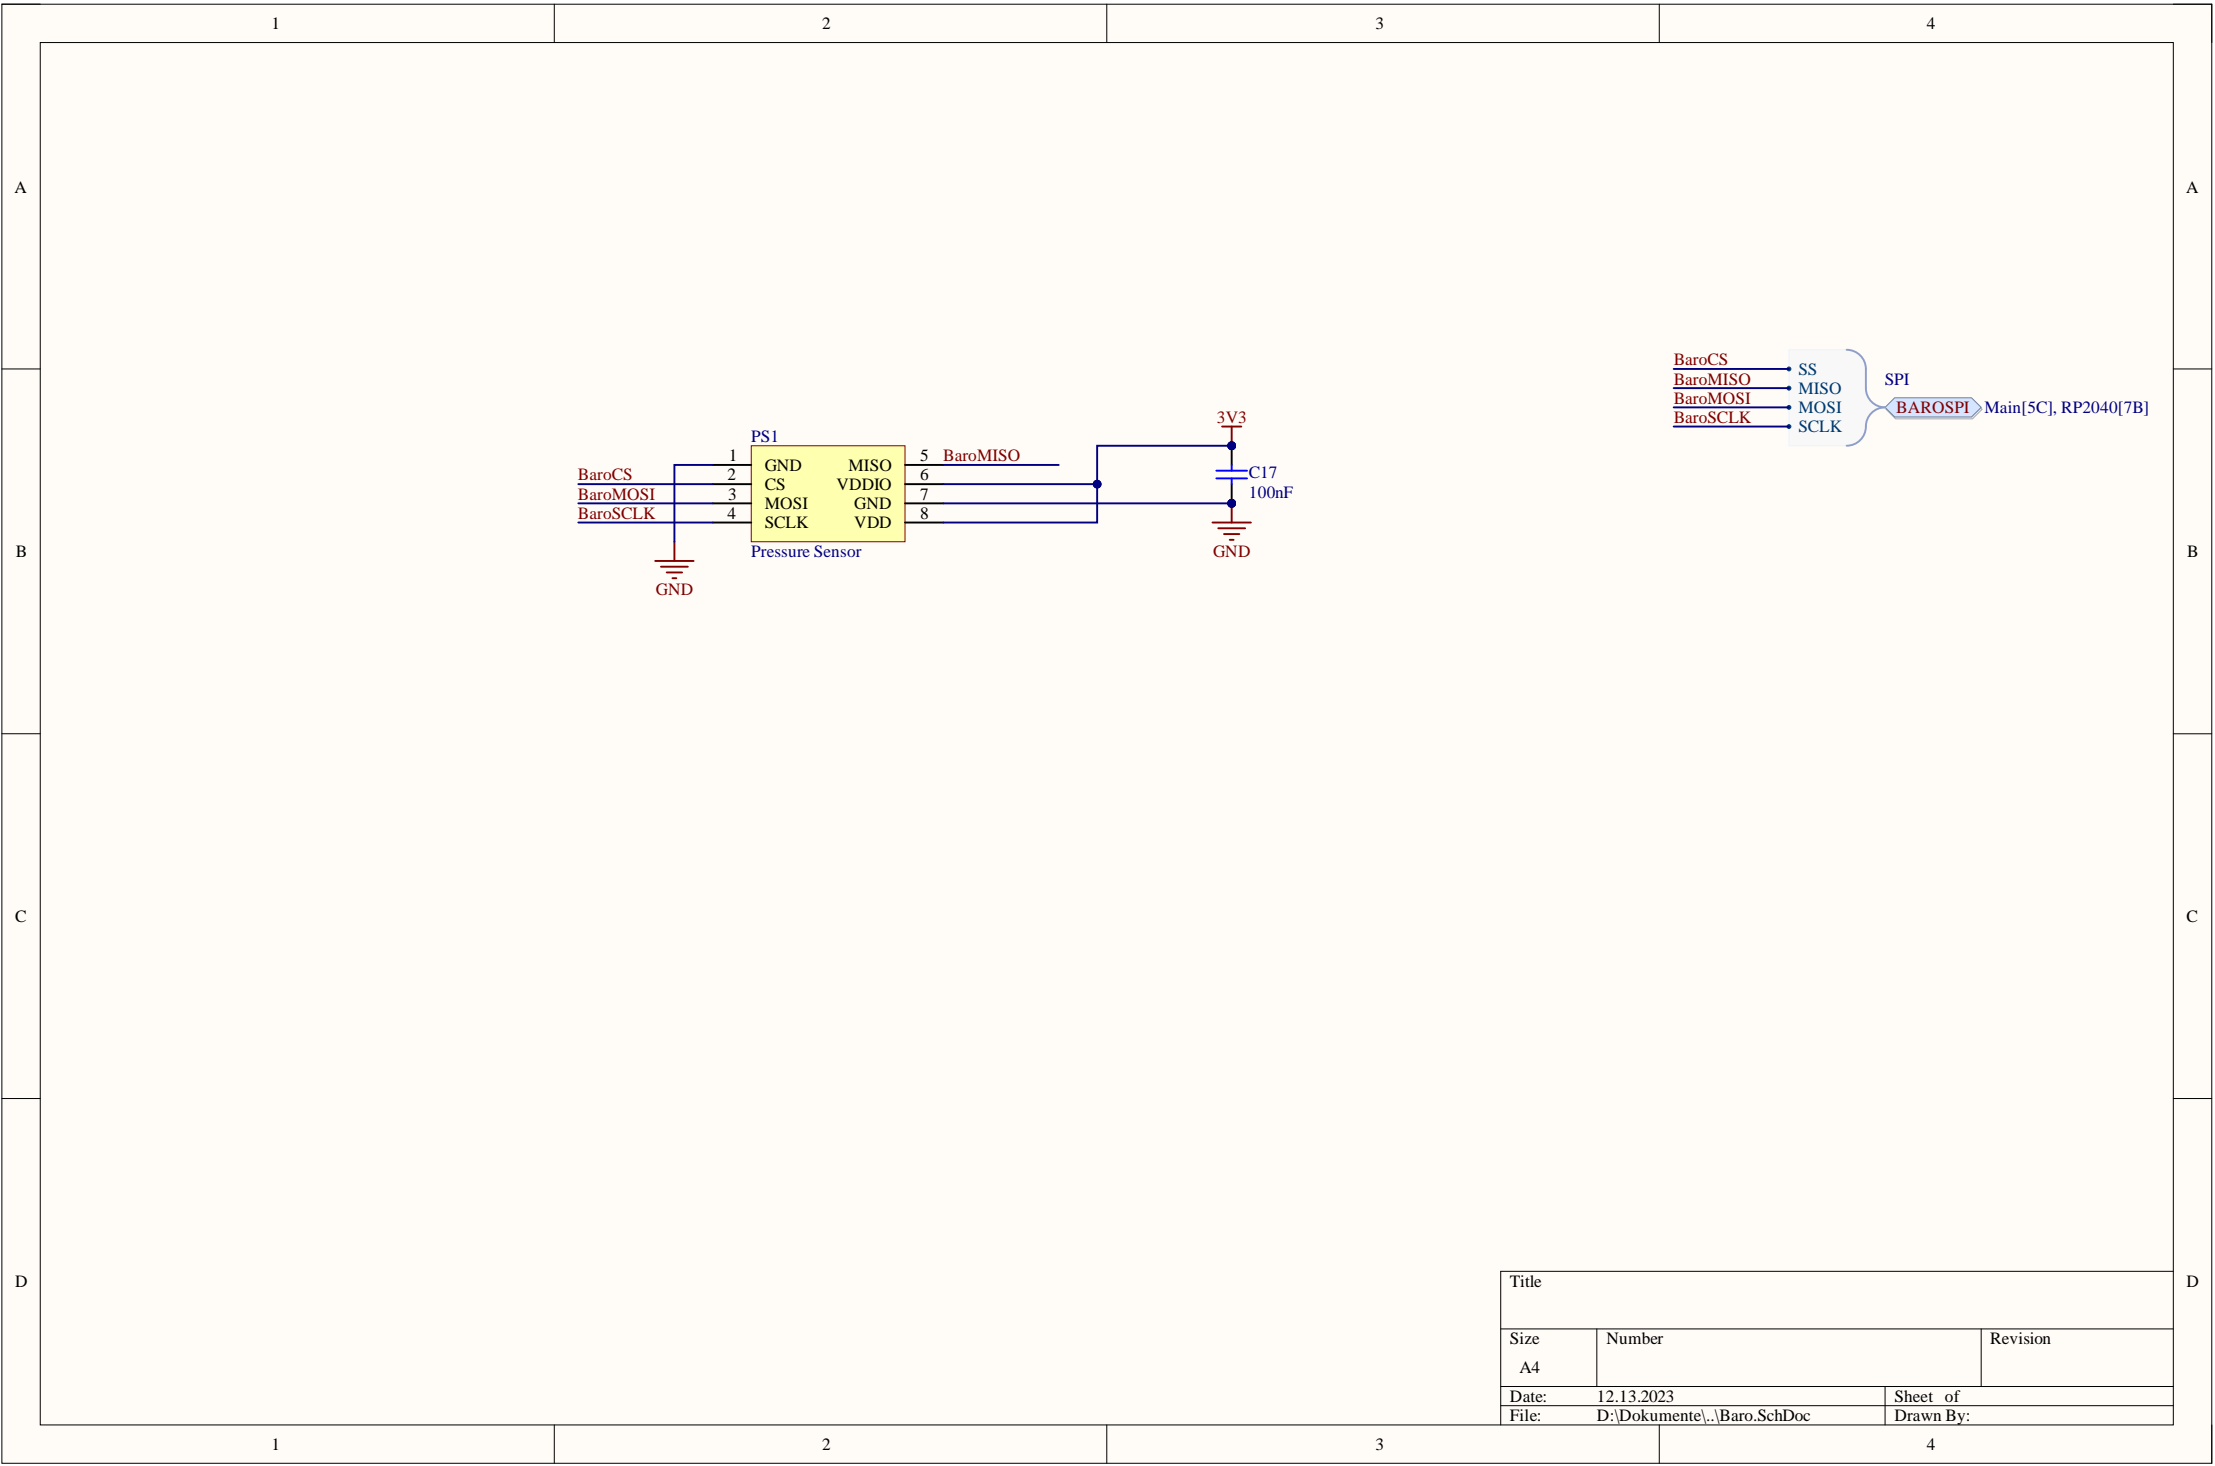 1 2 3 4
A A
BaroCS SS
BaroMISO MISO SPI
BaroMOSI MOSI BAROSPI Main[5C], RP2040[7B]
BaroSCLK SCLK
3V3
PS1
1 GND MISO 5 BaroMISO
BaroCS 2 CS VDDIO 6
BaroMOSI 3 MOSI GND 7
BaroSCLK 4 SCLK VDD 8
C17
100nF
Pressure Sensor
GND
GND
B B
C C
D D
Title
Size Number Revision
A4
Date: 12.13.2023 Sheet of
File: D:\Dokumente\..\Baro.SchDoc Drawn By:
1 2 3 4